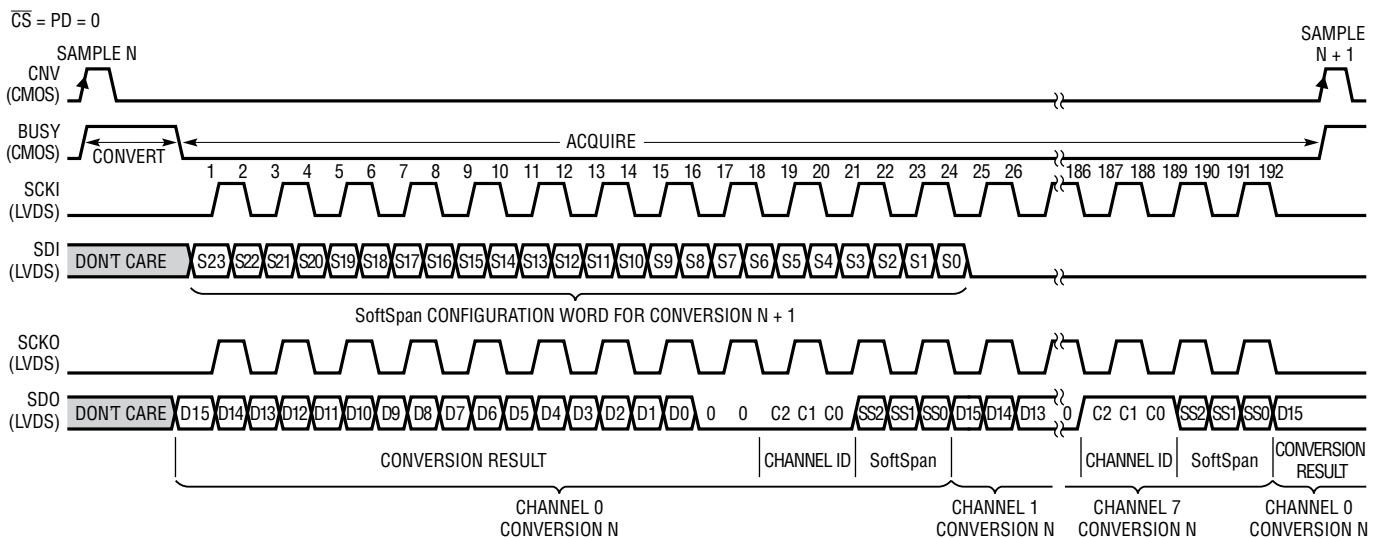 CS = PD = 0
SAMPLE N
SAMPLE
N + 1
CNV
(CMOS)
BUSY
(CMOS)
CONVERT
ACQUIRE
1 2 3 4 5 6 7 8 9 10 11 12 13 14 15 16 17 18 19 20 21 22 23 24 25 26 186 187 188 189 190 191 192
SCKI
(LVDS)
SDI
(LVDS)
DON'T CARE S23 S22 S21 S20 S19 S18 S17 S16 S15 S14 S13 S12 S11 S10 S9 S8 S7 S6 S5 S4 S3 S2 S1 S0
SoftSpan CONFIGURATION WORD FOR CONVERSION N + 1
SCKO
(LVDS)
SDO
(LVDS)
DON'T CARE D15 D14 D13 D12 D11 D10 D9 D8 D7 D6 D5 D4 D3 D2 D1 D0 0 0 C2 C1 C0 SS2 SS1 SS0 D15 D14 D13 0 C2 C1 C0 SS2 SS1 SS0 D15
CONVERSION RESULT
CHANNEL ID
SoftSpan
CHANNEL ID
SoftSpan
CONVERSION
RESULT
CHANNEL 0
CONVERSION N
CHANNEL 1
CONVERSION N
CHANNEL 7
CONVERSION N
CHANNEL 0
CONVERSION N